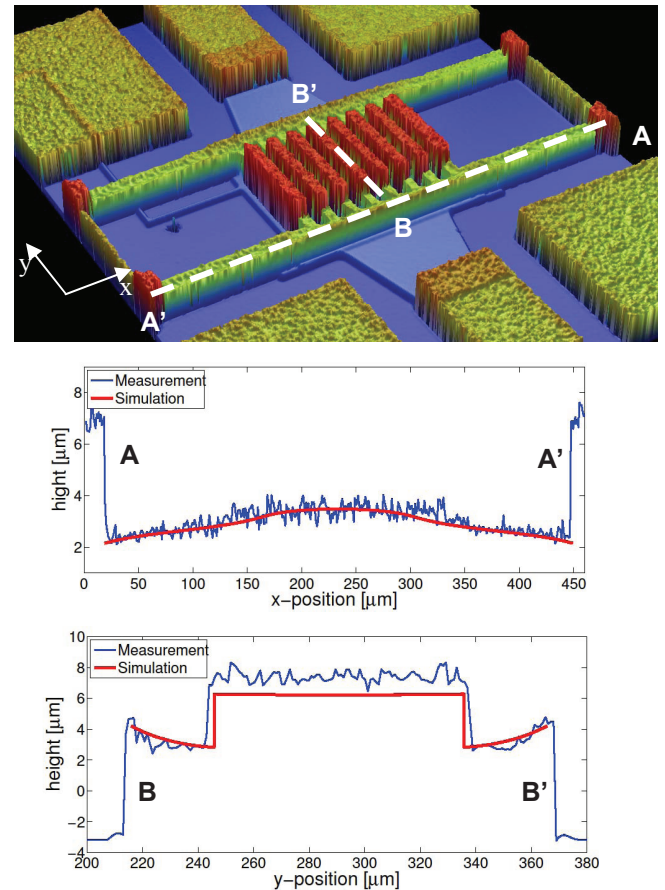 B'
A
B
y
x
A'
Measurement
Simulation
A
A'
hight [μm]
8
6
4
2
0 50 100 150 200 250 300 350 400 450
x-position [μm]
Measurement
Simulation
B
B'
height [μm]
10
8
6
4
2
0
−2
−4
200 220 240 260 280 300 320 340 360 380
y-position [μm]